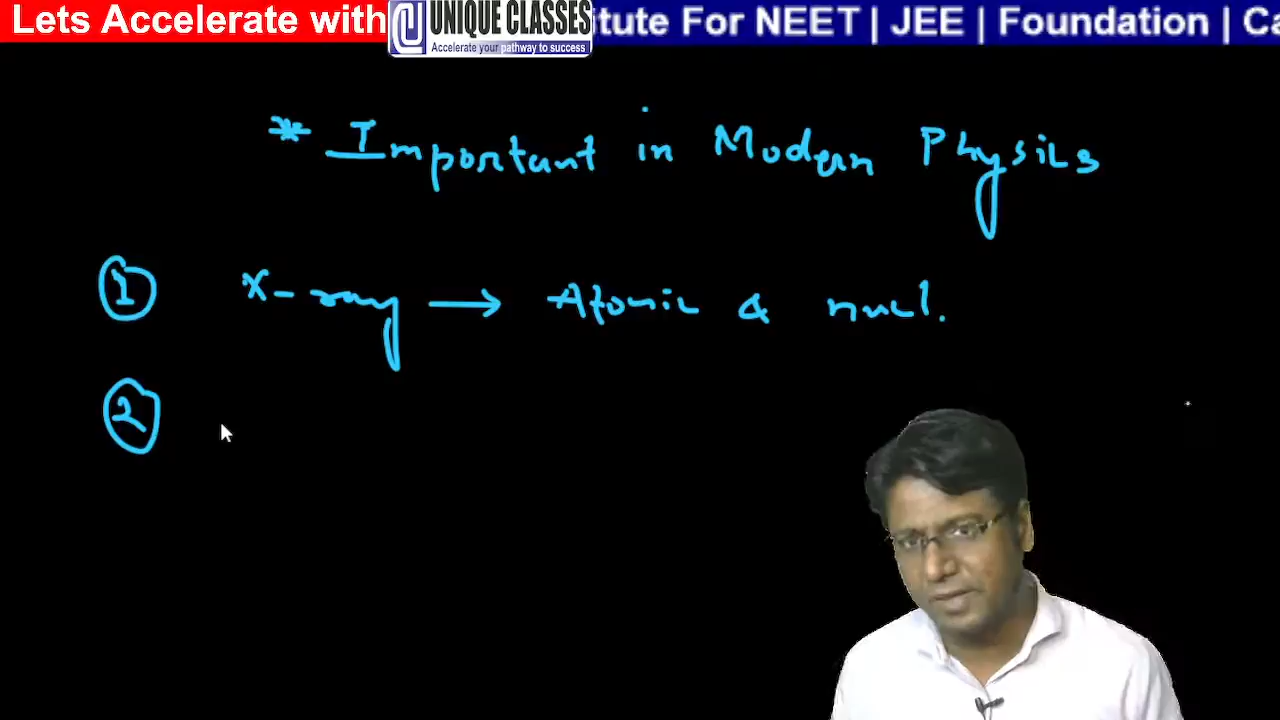 Lets Accelerate with
UNIQUE CLASSES
Accelerate your pathway to success
tute For NEET | JEE | Foundation | Ca
* Important in Modern Physics
1 X-ray → Atomic & nucl.
2